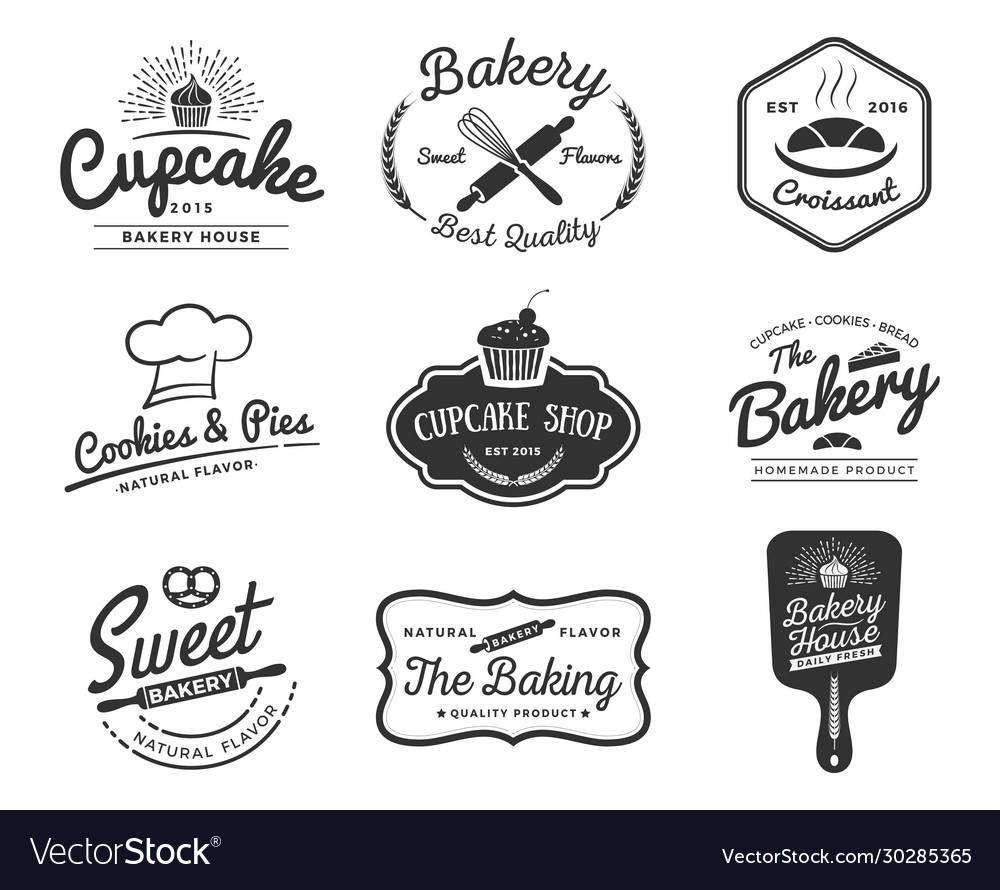 Cupcake
2015
BAKERY HOUSE
Bakery
Sweet Flavors
Best Quality
EST 2016
Croissant
Cookies & Pies
·NATURAL FLAVOR·
CUPCAKE SHOP
EST 2015
CUPCAKE · COOKIES · BREAD
The
Bakery
HOMEMADE PRODUCT
Sweet
BAKERY
NATURAL FLAVOR
NATURAL BAKERY FLAVOR
The Baking
★QUALITY PRODUCT★
Bakery
House
DAILY FRESH
VectorStock®
VectorStock.com/30285365